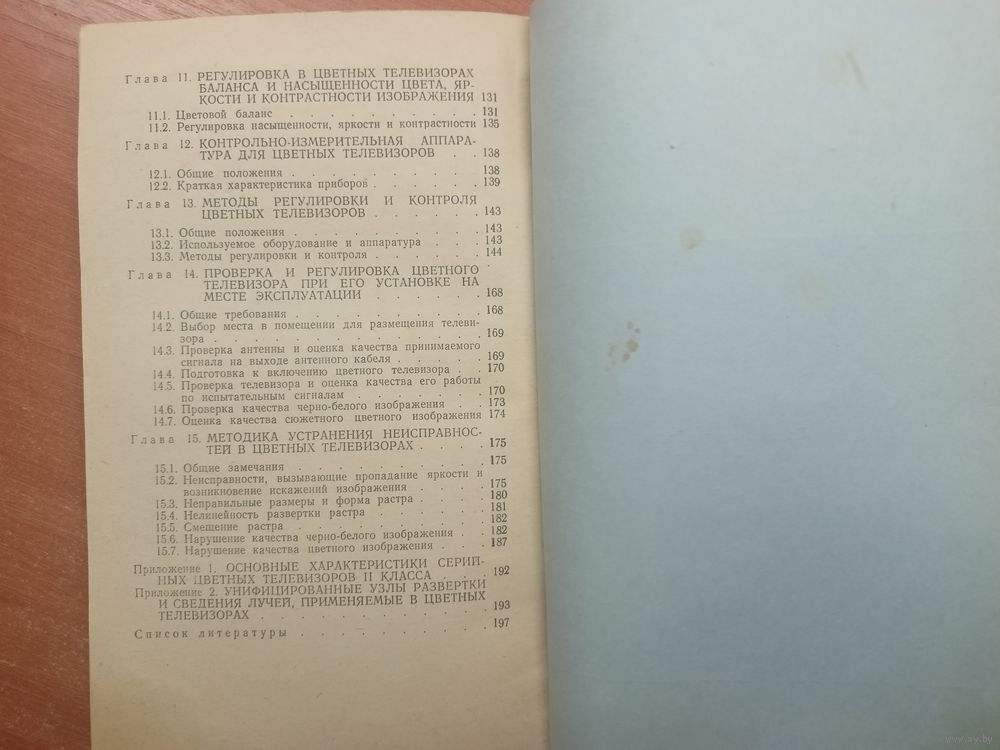 Глава 11. РЕГУЛИРОВКА В ЦВЕТНЫХ ТЕЛЕВИЗОРАХ
БАЛАНСА И НАСЫЩЕННОСТИ ЦВЕТА, ЯР-
КОСТИ И КОНТРАСТНОСТИ ИЗОБРАЖЕНИЯ 131
11.1. Цветовой баланс . . . . . . . . . . 131
11.2. Регулировка насыщенности, яркости и контрастности 135
Глава 12. КОНТРОЛЬНО-ИЗМЕРИТЕЛЬНАЯ АППАРА-
ТУРА ДЛЯ ЦВЕТНЫХ ТЕЛЕВИЗОРОВ . . 138
12.1. Общие положения . . . . . . . . . 138
12.2. Краткая характеристика приборов . . . . . . 139
Глава 13. МЕТОДЫ РЕГУЛИРОВКИ И КОНТРОЛЯ
ЦВЕТНЫХ ТЕЛЕВИЗОРОВ . . . . . . 143
13.1. Общие положения . . . . . . . . . 143
13.2. Используемое оборудование и аппаратура . . . 143
13.3. Методы регулировки и контроля . . . . . . 144
Глава 14. ПРОВЕРКА И РЕГУЛИРОВКА ЦВЕТНОГО
ТЕЛЕВИЗОРА ПРИ ЕГО УСТАНОВКЕ НА
МЕСТЕ ЭКСПЛУАТАЦИИ . . . . . . 168
14.1. Общие требования . . . . . . . . . 168
14.2. Выбор места в помещении для размещения телеви-
зора . . . . . . . . . . . . . 169
14.3. Проверка антенны и оценка качества принимаемого
сигнала на выходе антенного кабеля . . . . . 169
14.4. Подготовка к включению цветного телевизора . . 170
14.5. Проверка телевизора и оценка качества его работы
по испытательным сигналам . . . . . . 170
14.6. Проверка качества черно-белого изображения . . 173
14.7. Оценка качества сюжетного цветного изображения 174
Глава 15. МЕТОДИКА УСТРАНЕНИЯ НЕИСПРАВНОС-
ТЕЙ В ЦВЕТНЫХ ТЕЛЕВИЗОРАХ . . . . 175
15.1. Общие замечания . . . . . . . . . 175
15.2. Неисправности, вызывающие пропадание яркости и
возникновение искажений изображения . . . . 175
15.3. Неправильные размеры и форма растра . . . . 180
15.4. Нелинейность развертки растра . . . . . . 181
15.5. Смещение растра . . . . . . . . . 182
15.6. Нарушение качества черно-белого изображения . . 182
15.7. Нарушение качества цветного изображения . . . 187
Приложение 1. ОСНОВНЫЕ ХАРАКТЕРИСТИКИ СЕРИЙ-
НЫХ ЦВЕТНЫХ ТЕЛЕВИЗОРОВ II КЛАССА . . . 192
Приложение 2. УНИФИЦИРОВАННЫЕ УЗЛЫ РАЗВЕРТКИ
И СВЕДЕНИЯ ЛУЧЕЙ, ПРИМЕНЯЕМЫЕ В ЦВЕТНЫХ
ТЕЛЕВИЗОРАХ . . . . . . . . . . . 193
Список литературы . . . . . . . . . . 197
www.ay.by